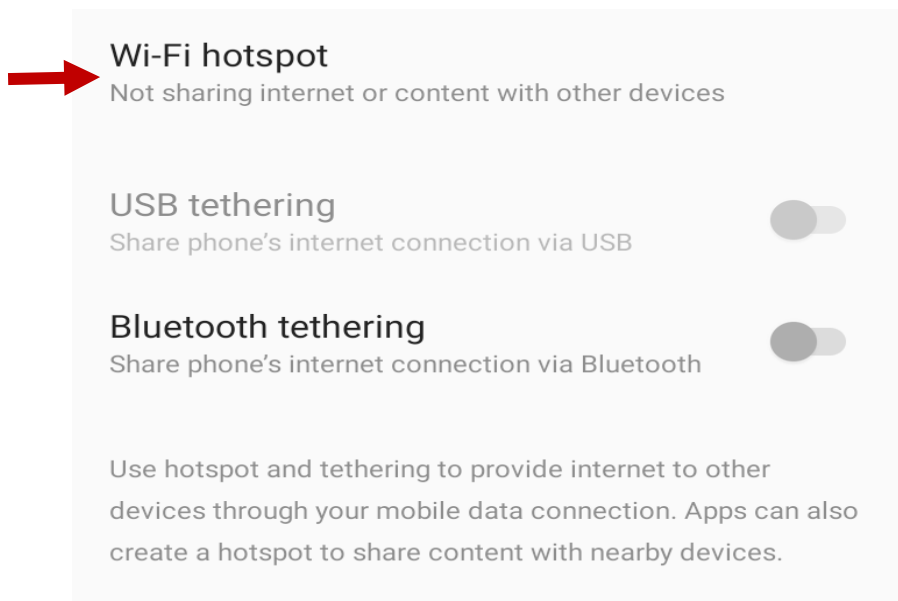 Wi-Fi hotspot
Not sharing internet or content with other devices
USB tethering
Share phone’s internet connection via USB
Bluetooth tethering
Share phone’s internet connection via Bluetooth
Use hotspot and tethering to provide internet to other
devices through your mobile data connection. Apps can also
create a hotspot to share content with nearby devices.